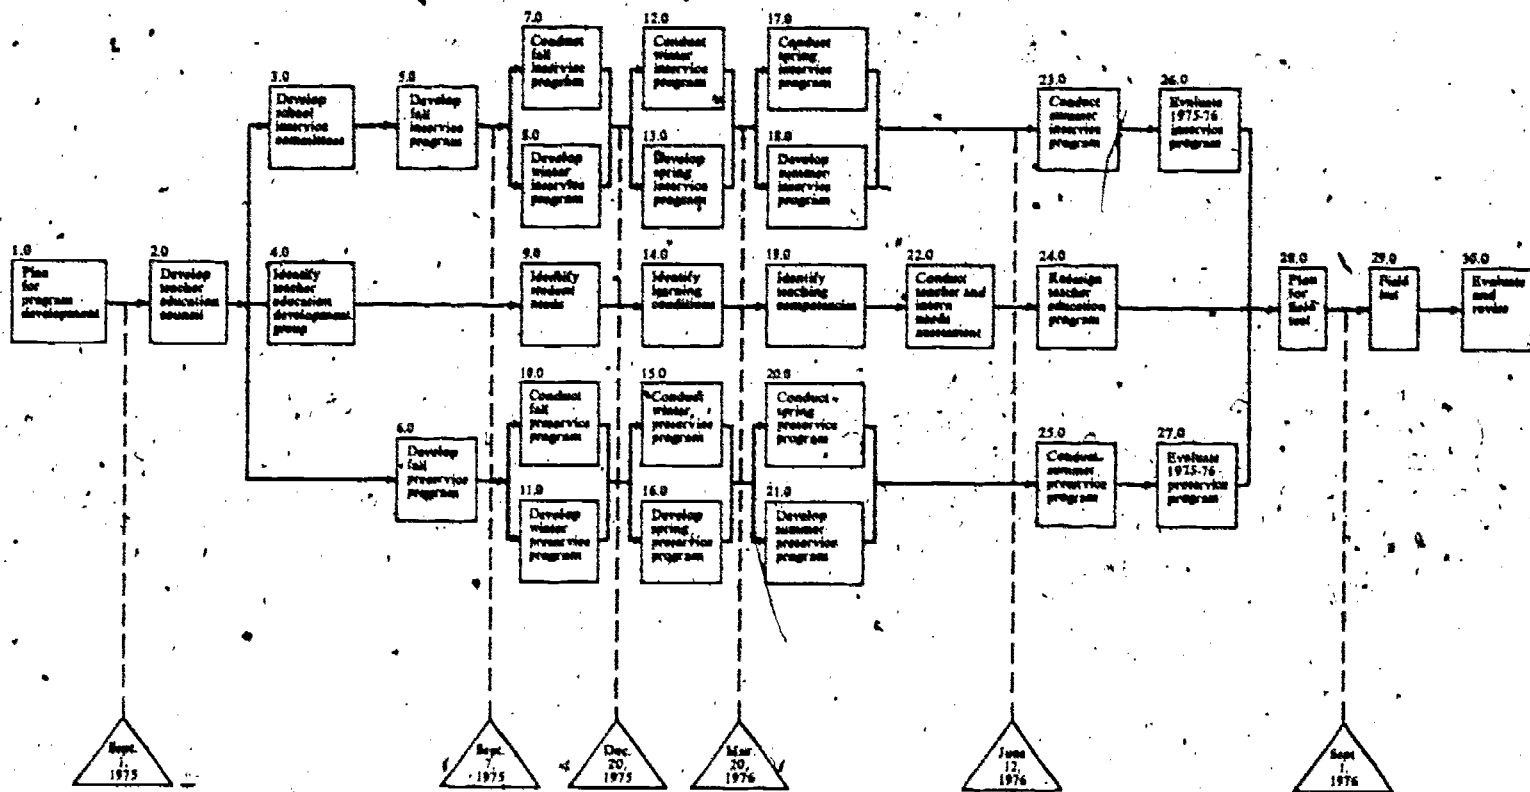 1.0
Plan
for
program
development
2.0
Develop
teacher
education
council
3.0
Develop
school
inservice
committees
4.0
Identify
teacher
education
development
group
5.0
Develop
fall
inservice
program
6.0
Develop
fall
preservice
program
7.0
Conduct
fall
inservice
program
8.0
Develop
winter
inservice
program
9.0
Identify
student
needs
10.0
Conduct
fall
preservice
program
11.0
Develop
winter
preservice
program
12.0
Conduct
winter
inservice
program
13.0
Develop
spring
inservice
program
14.0
Identify
learning
conditions
15.0
Conduct
winter
preservice
program
16.0
Develop
spring
preservice
program
17.0
Conduct
spring
inservice
program
18.0
Develop
summer
inservice
program
19.0
Identify
teaching
competencies
20.0
Conduct
spring
preservice
program
21.0
Develop
summer
preservice
program
22.0
Conduct
teacher and
intern
needs
assessment
23.0
Conduct
summer
inservice
program
24.0
Redesign
teacher
education
program
25.0
Conduct
summer
preservice
program
26.0
Evaluate
1975-76
inservice
program
27.0
Evaluate
1975-76
preservice
program
28.0
Plan
for
field
29.0
Field
30.0
Evaluate
and
revise
Sept.
1,
1975
Sept.
7,
1975
Dec.
20,
1975
Mar.
20,
1976
June
12,
1976
Sept
1,
1976